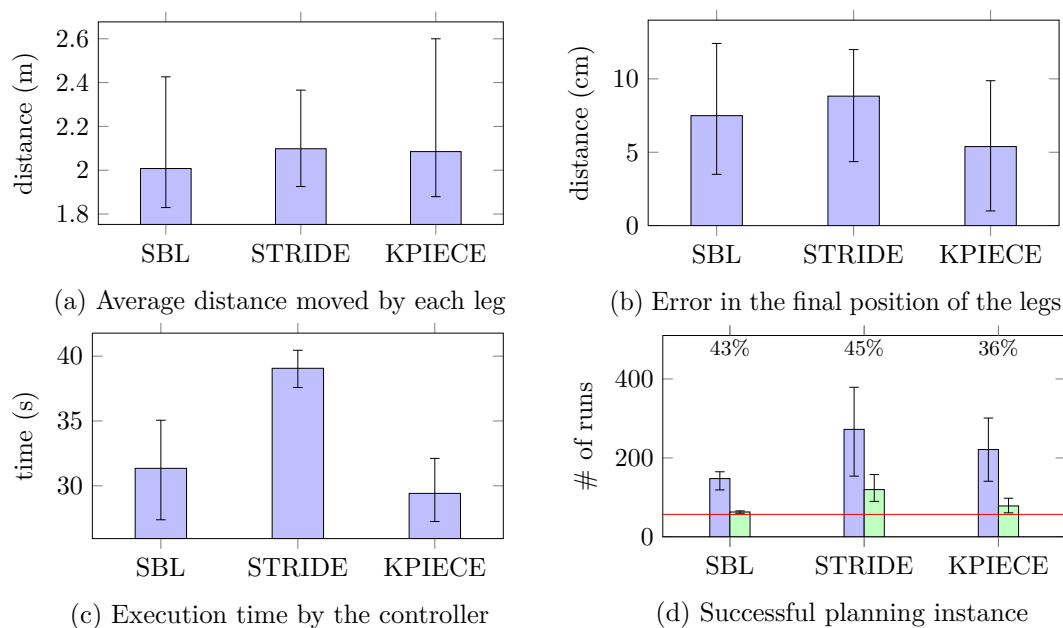 2.6
2.4
2.2
2
1.8
distance (m)
SBL STRIDE KPIECE
(a) Average distance moved by each leg
10
5
0
distance (cm)
SBL STRIDE KPIECE
(b) Error in the final position of the legs
40
35
30
time (s)
SBL STRIDE KPIECE
(c) Execution time by the controller
43% 45% 36%
400
200
0
# of runs
SBL STRIDE KPIECE
(d) Successful planning instance